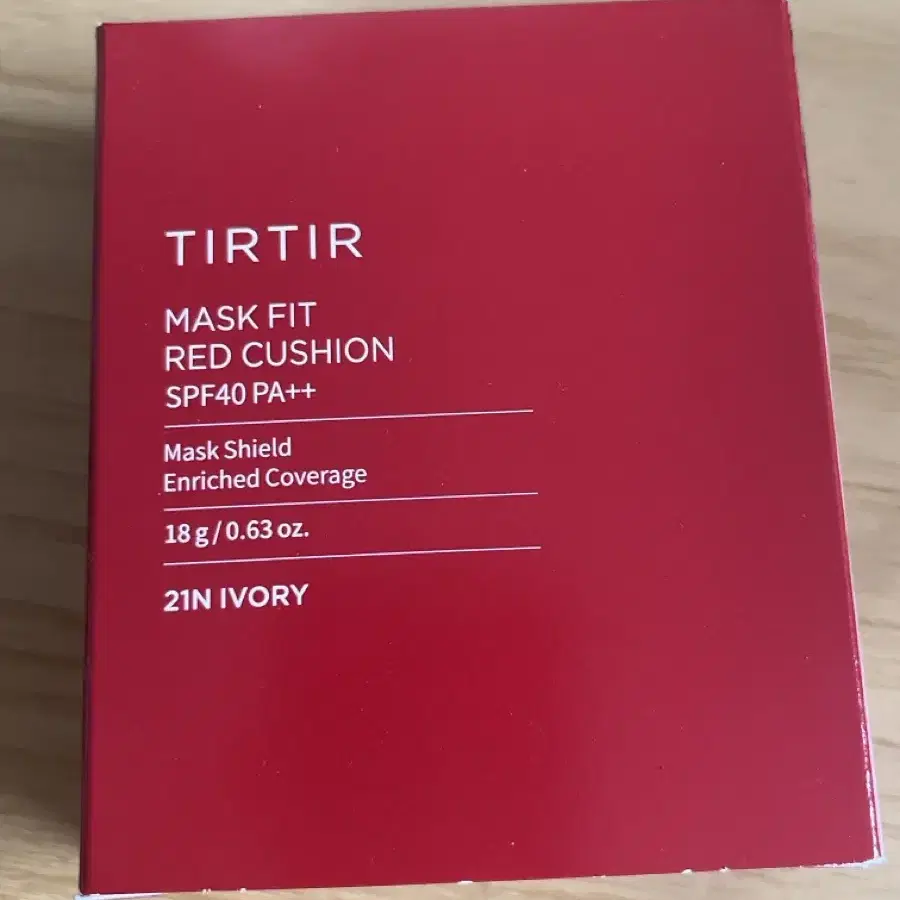 TIRTIR
MASK FIT
RED CUSHION
SPF40 PA++
Mask Shield
Enriched Coverage
18 g / 0.63 oz.
21N IVORY